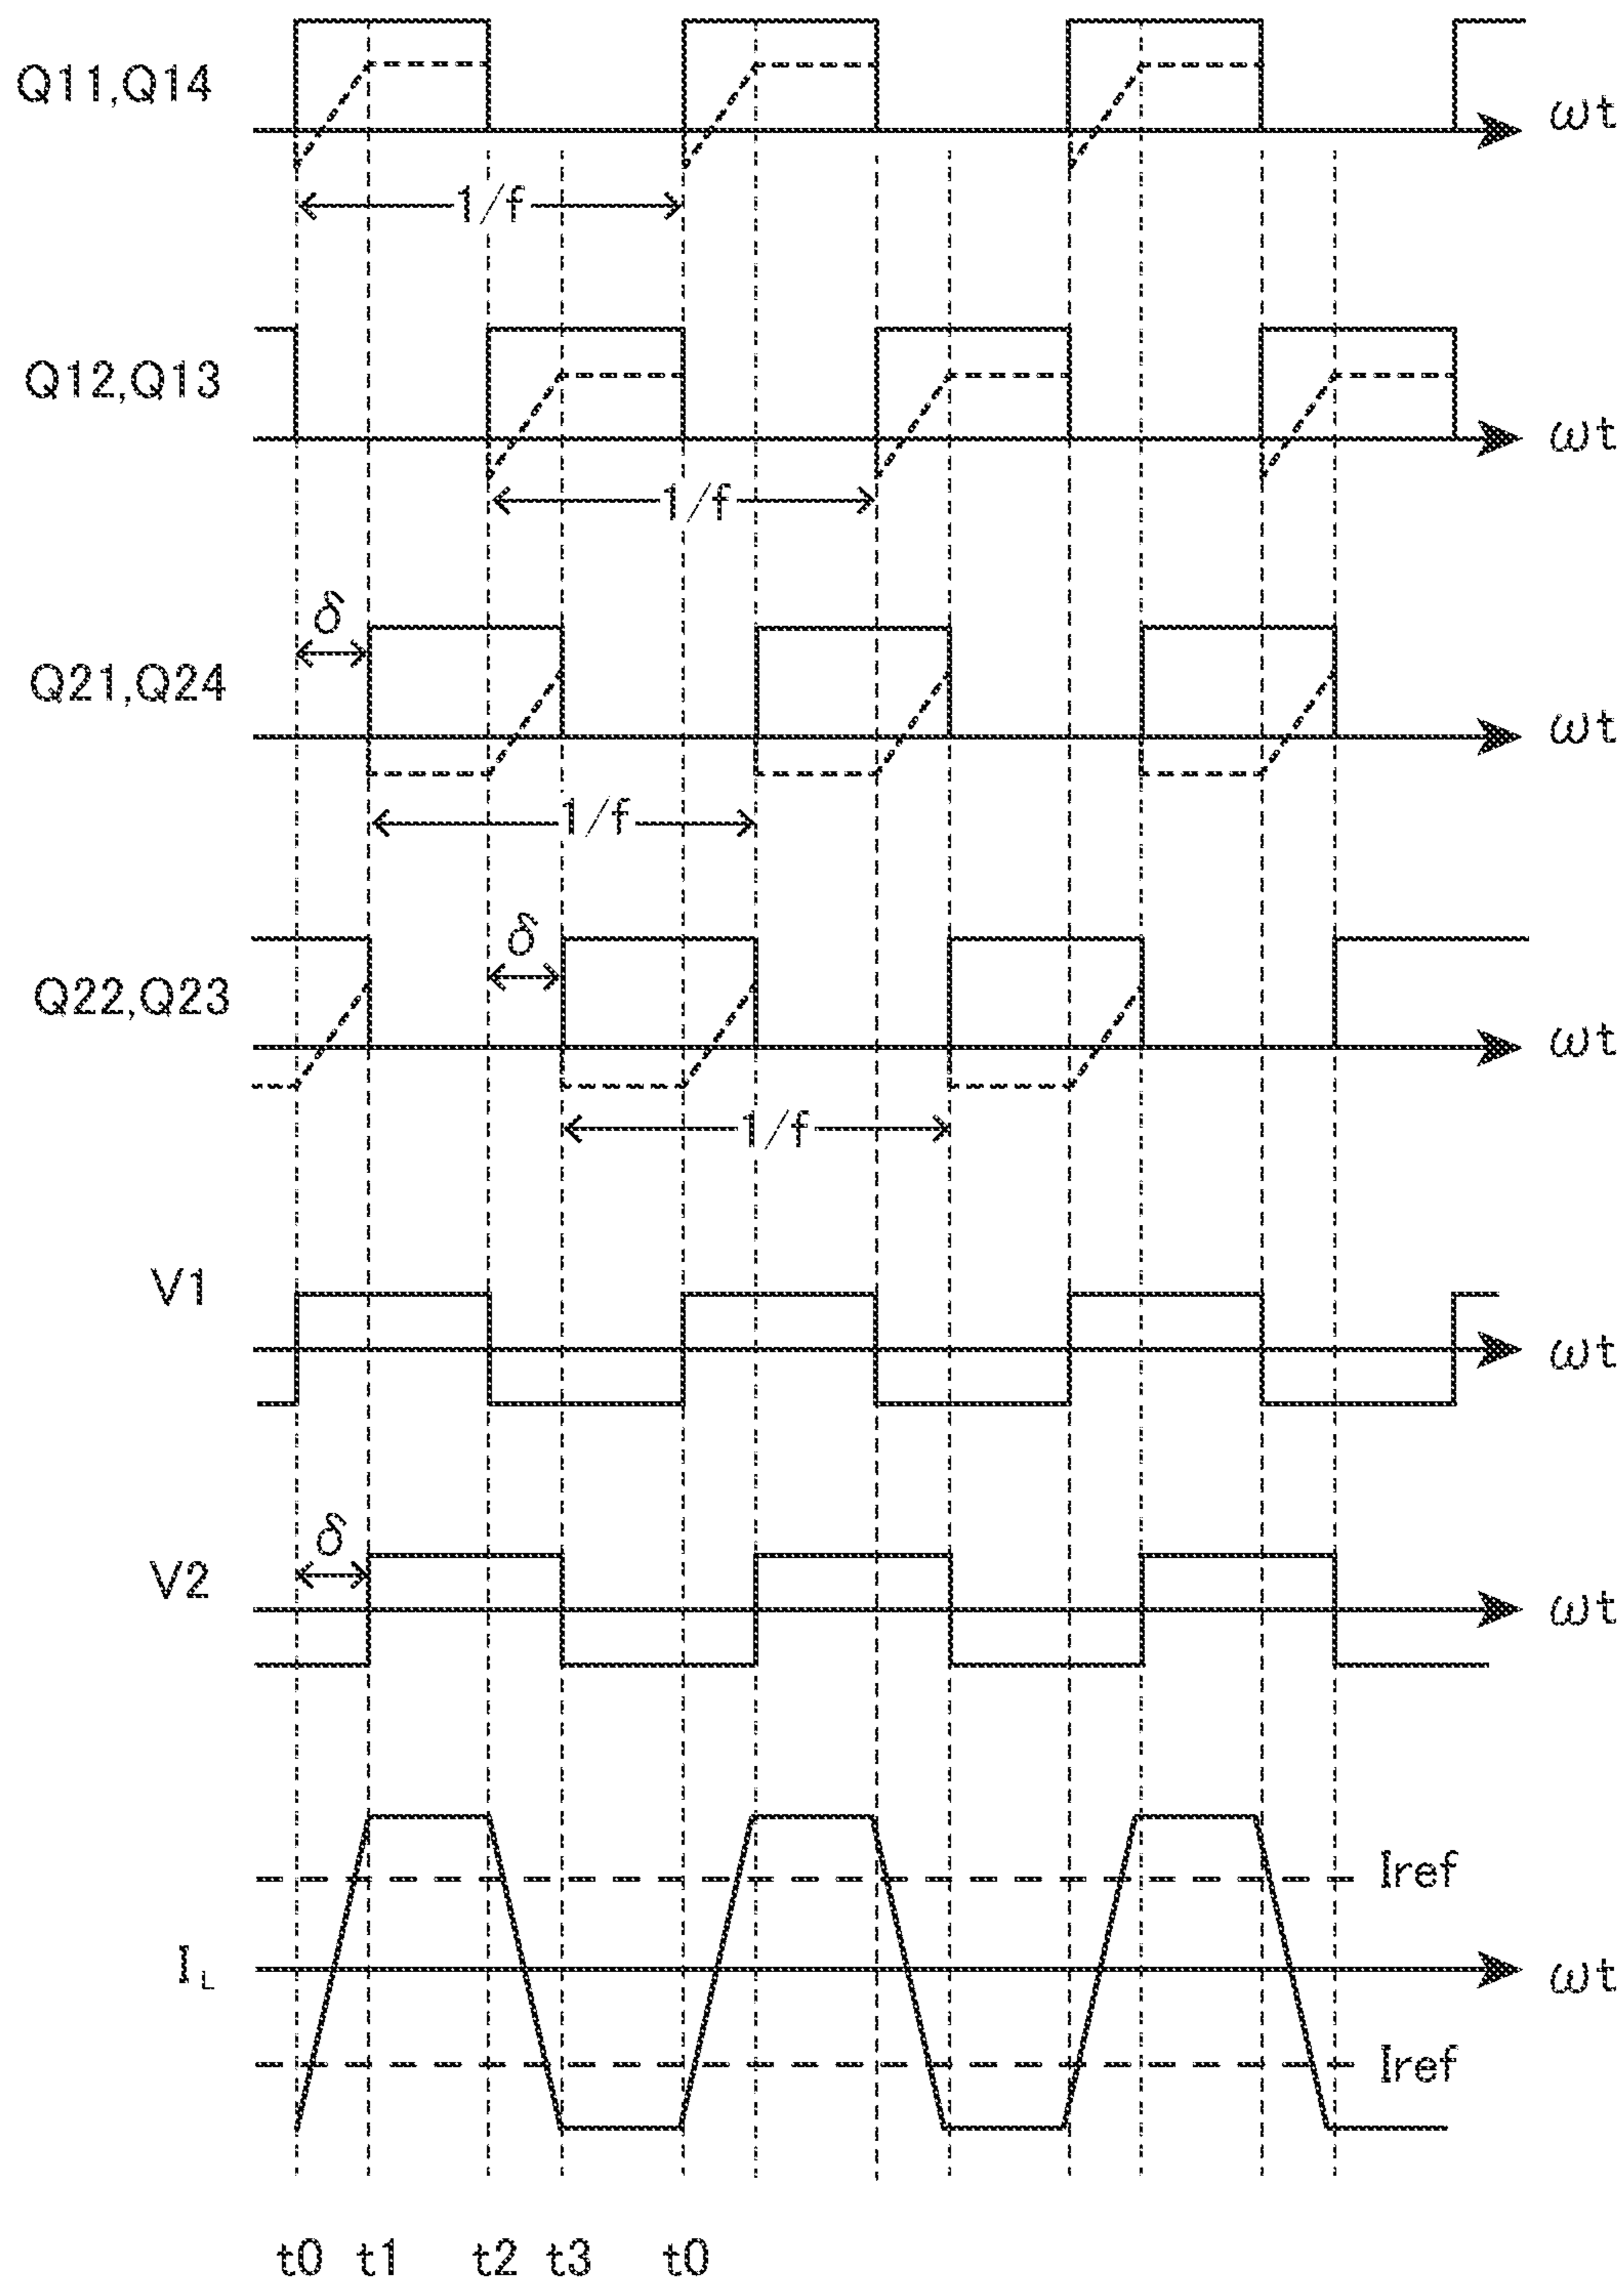 Q11,Q14
ωt
1/f
Q12,Q13
ωt
1/f
δ
Q21,Q24
ωt
1/f
δ
Q22,Q23
ωt
1/f
V1
ωt
δ
V2
ωt
Iref
IL
ωt
Iref
t0 t1 t2 t3 t0